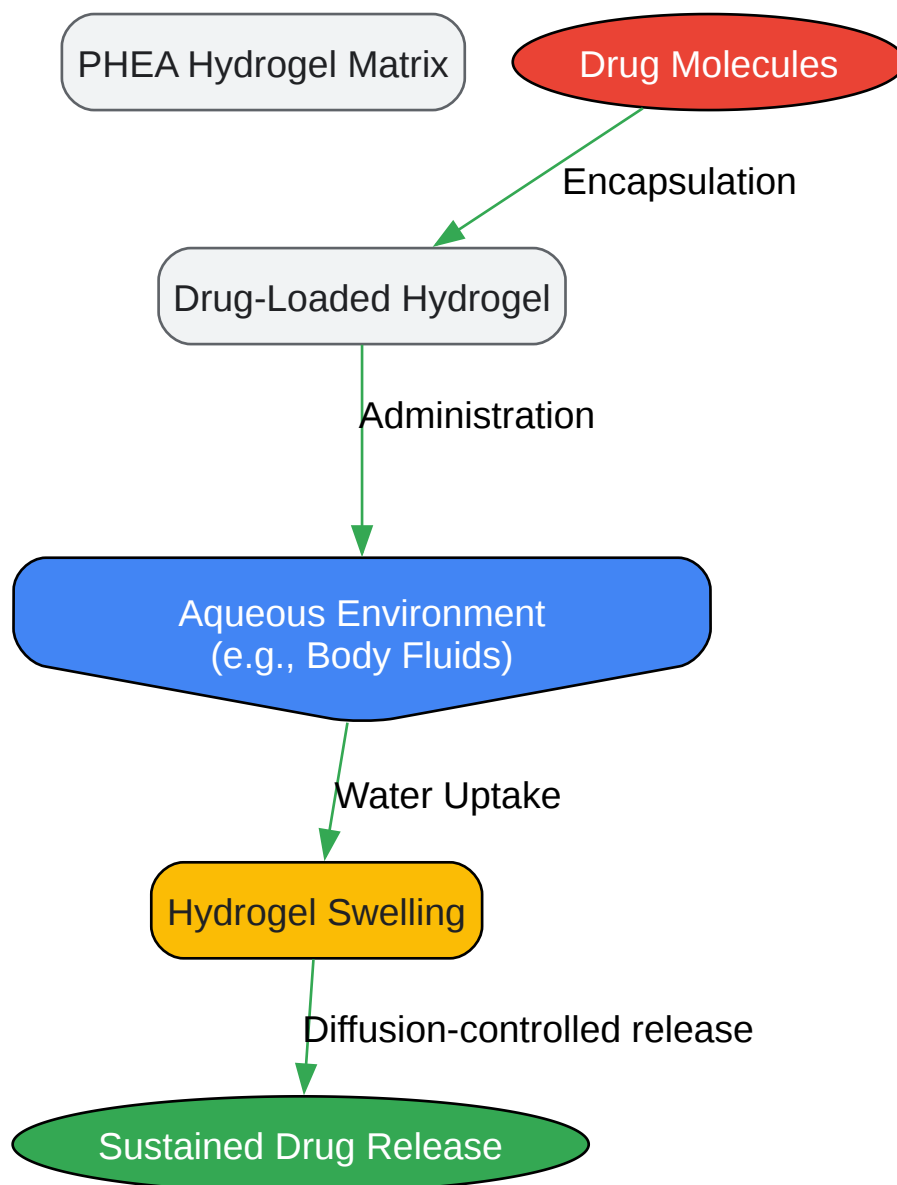 PHEA Hydrogel Matrix
Drug Molecules
Encapsulation
Drug-Loaded Hydrogel
Administration
Aqueous Environment
(e.g., Body Fluids)
Water Uptake
Hydrogel Swelling
Diffusion-controlled release
Sustained Drug Release